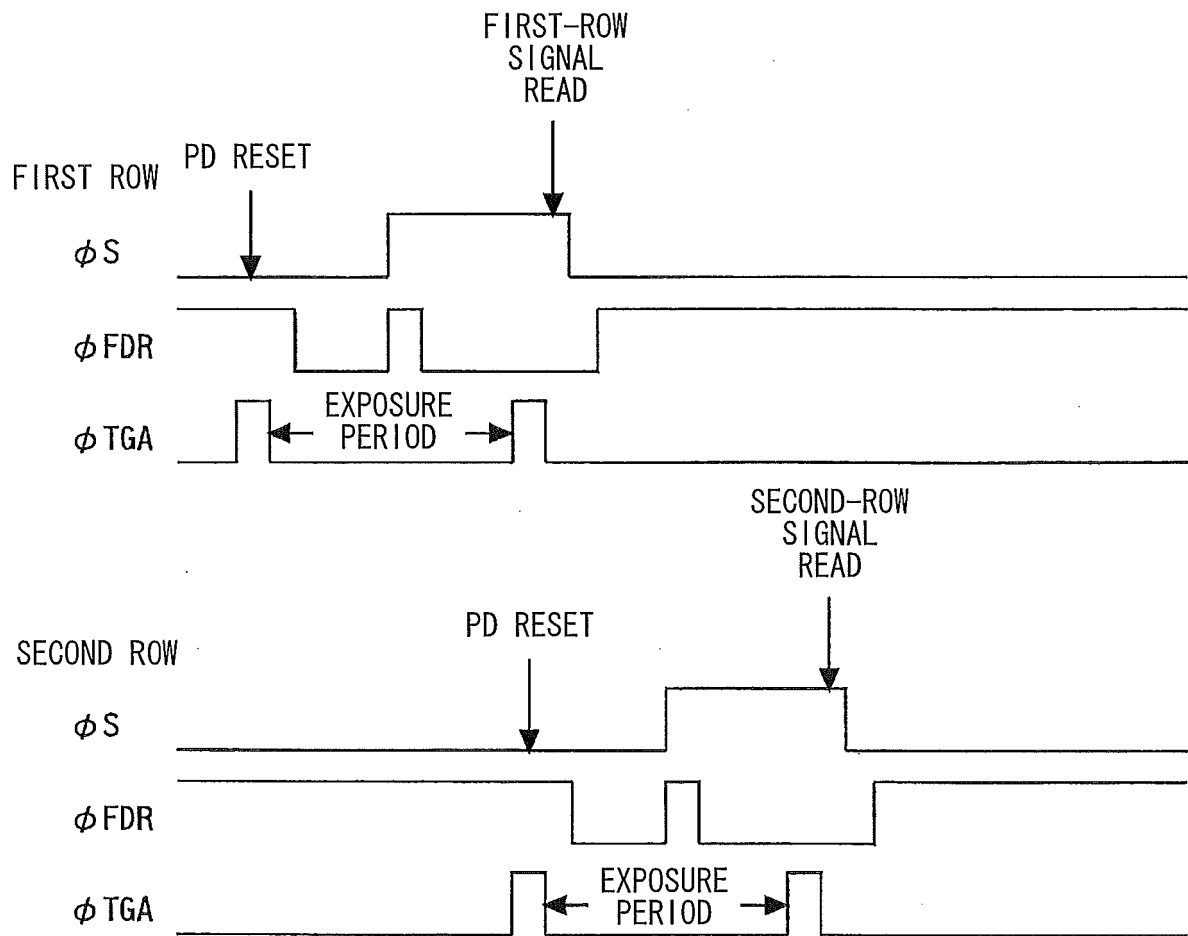 FIRST-ROW
SIGNAL
READ
PD RESET
FIRST ROW
φS
φFDR
φTGA
EXPOSURE
PERIOD
SECOND-ROW
SIGNAL
READ
PD RESET
SECOND ROW
φS
φFDR
φTGA
EXPOSURE
PERIOD